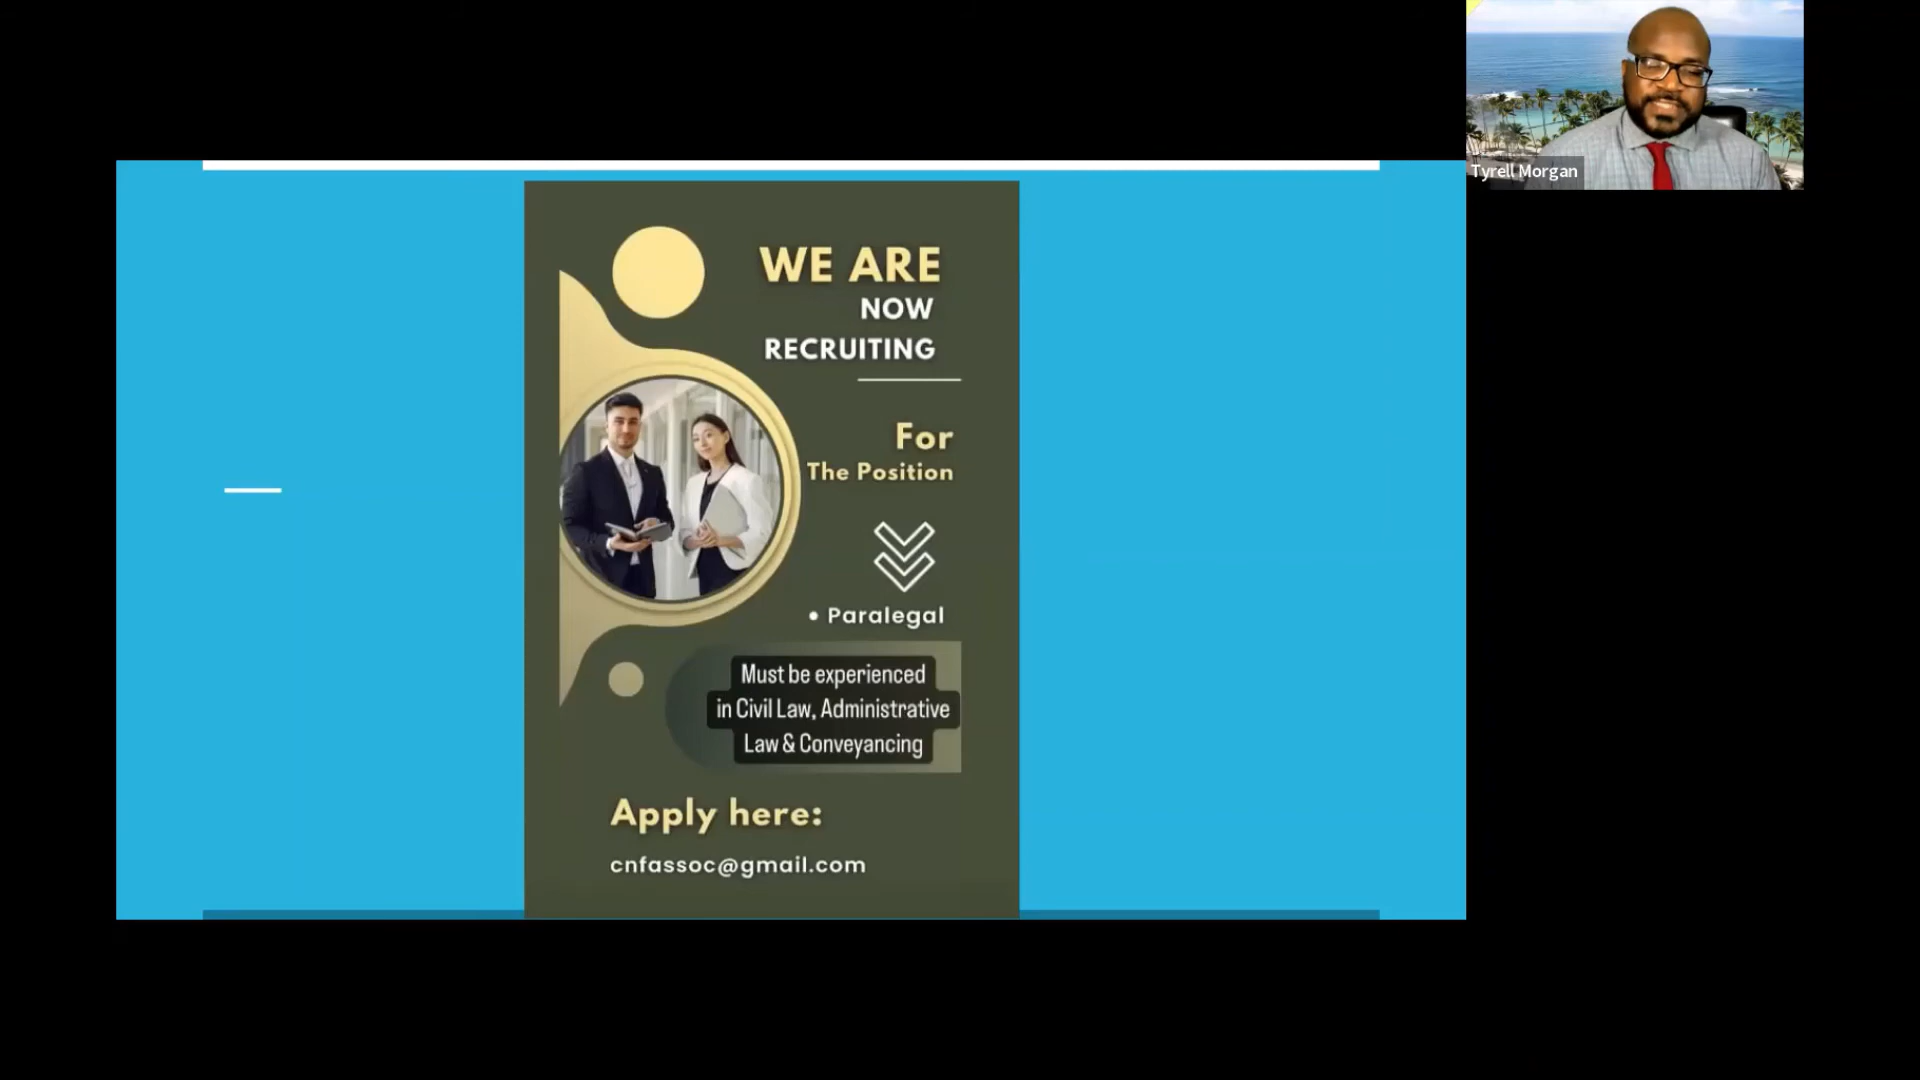 WE ARE
NOW
RECRUITING
For
The Position
• Paralegal
Must be experienced
in Civil Law, Administrative
Law & Conveyancing
Apply here:
cnfassoc@gmail.com
Tyrell Morgan